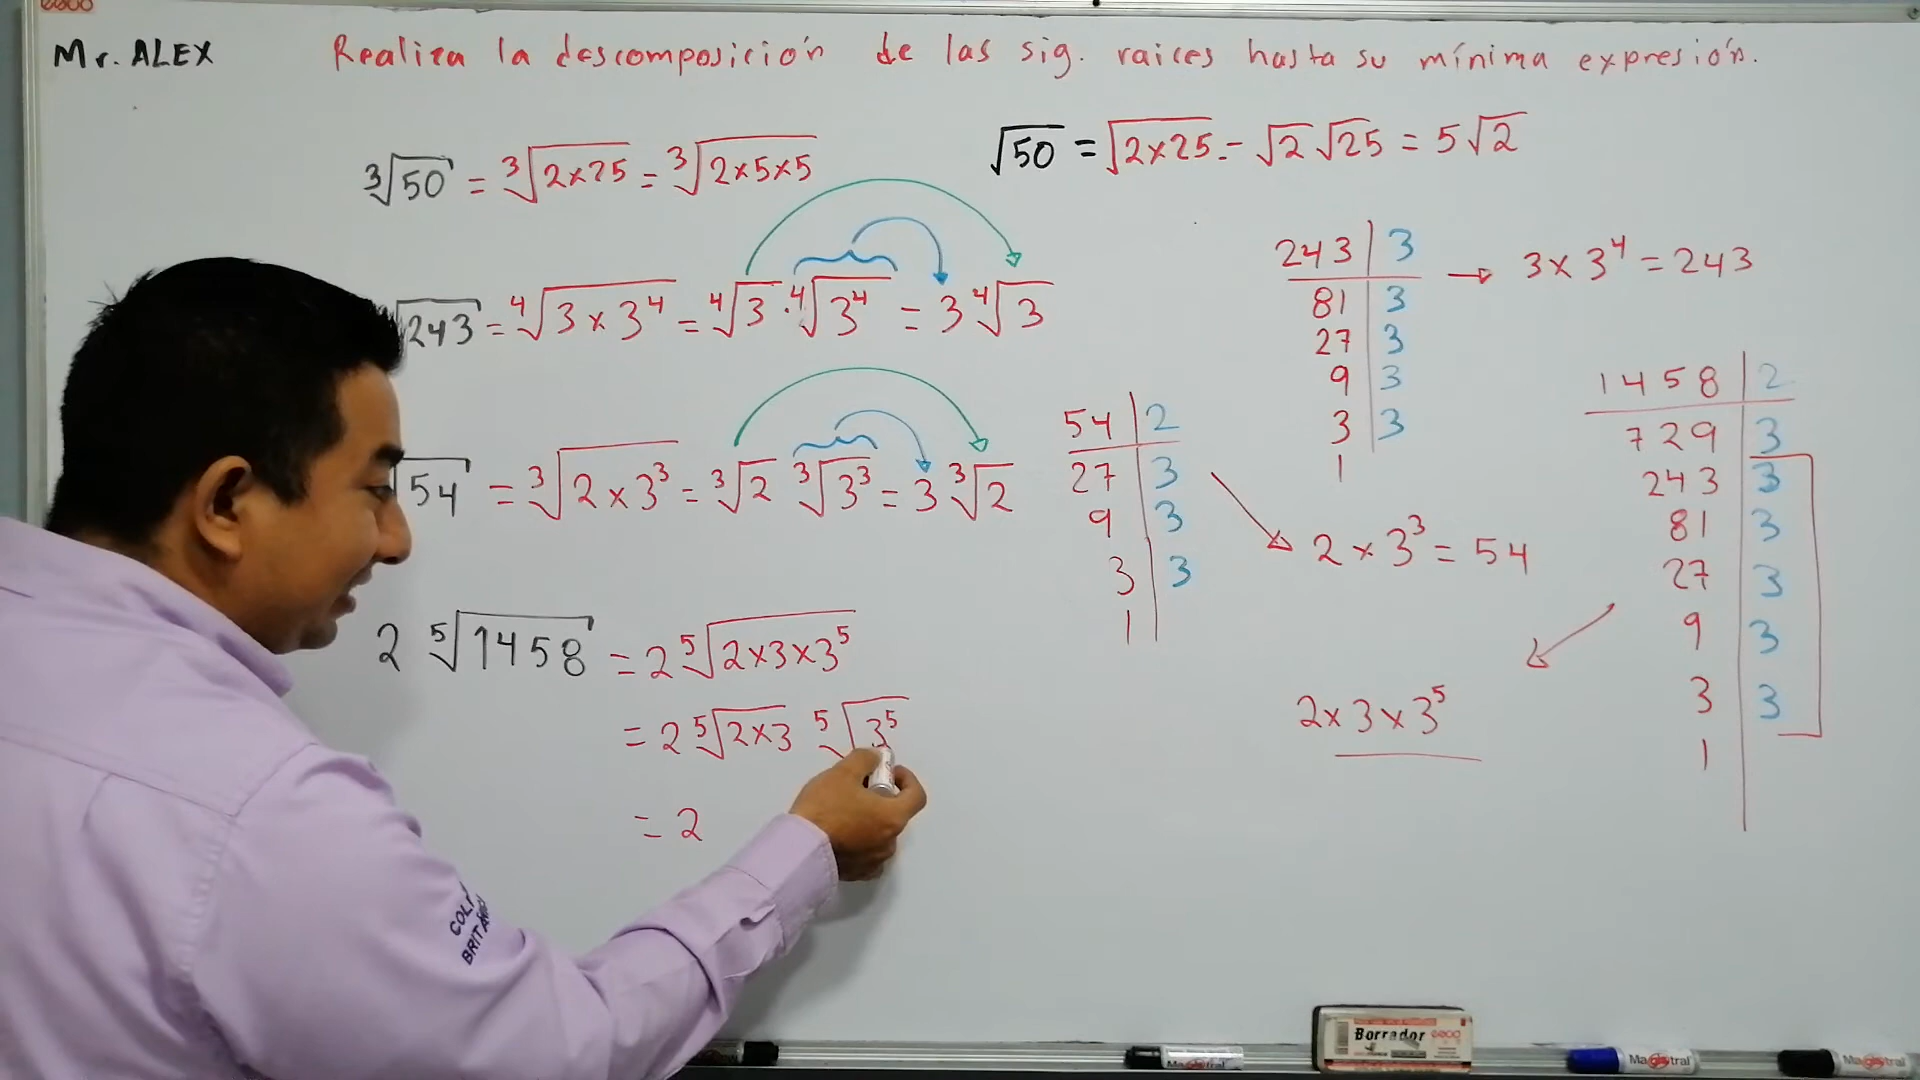 Mr. ALEX Realiza la descomposición de las sig. raices hasta su mínima expresión.
∛50 = ∛2×25 = ∛2×5×5
√50 = √2×25 = √2 √25 = 5√2
√243 = ∜3×3⁴ = ∜3 · ∜3⁴ = 3∜3
243 | 3 → 3×3⁴ = 243
81 | 3
27 | 3
9 | 3
3 | 3
1
√54 = ∛2×3³ = ∛2 ∛3³ = 3∛2
54 | 2
27 | 3
9 | 3
3 | 3
1
2×3³ = 54
1458 | 2
729 | 3
243 | 3
81 | 3
27 | 3
9 | 3
3 | 3
1
2×3×3⁵
2 ⁵√1458 = 2 ⁵√2×3×3⁵
= 2 ⁵√2×3 ⁵√3⁵
= 2
Borrador
Magistral
Magistral
Magistral